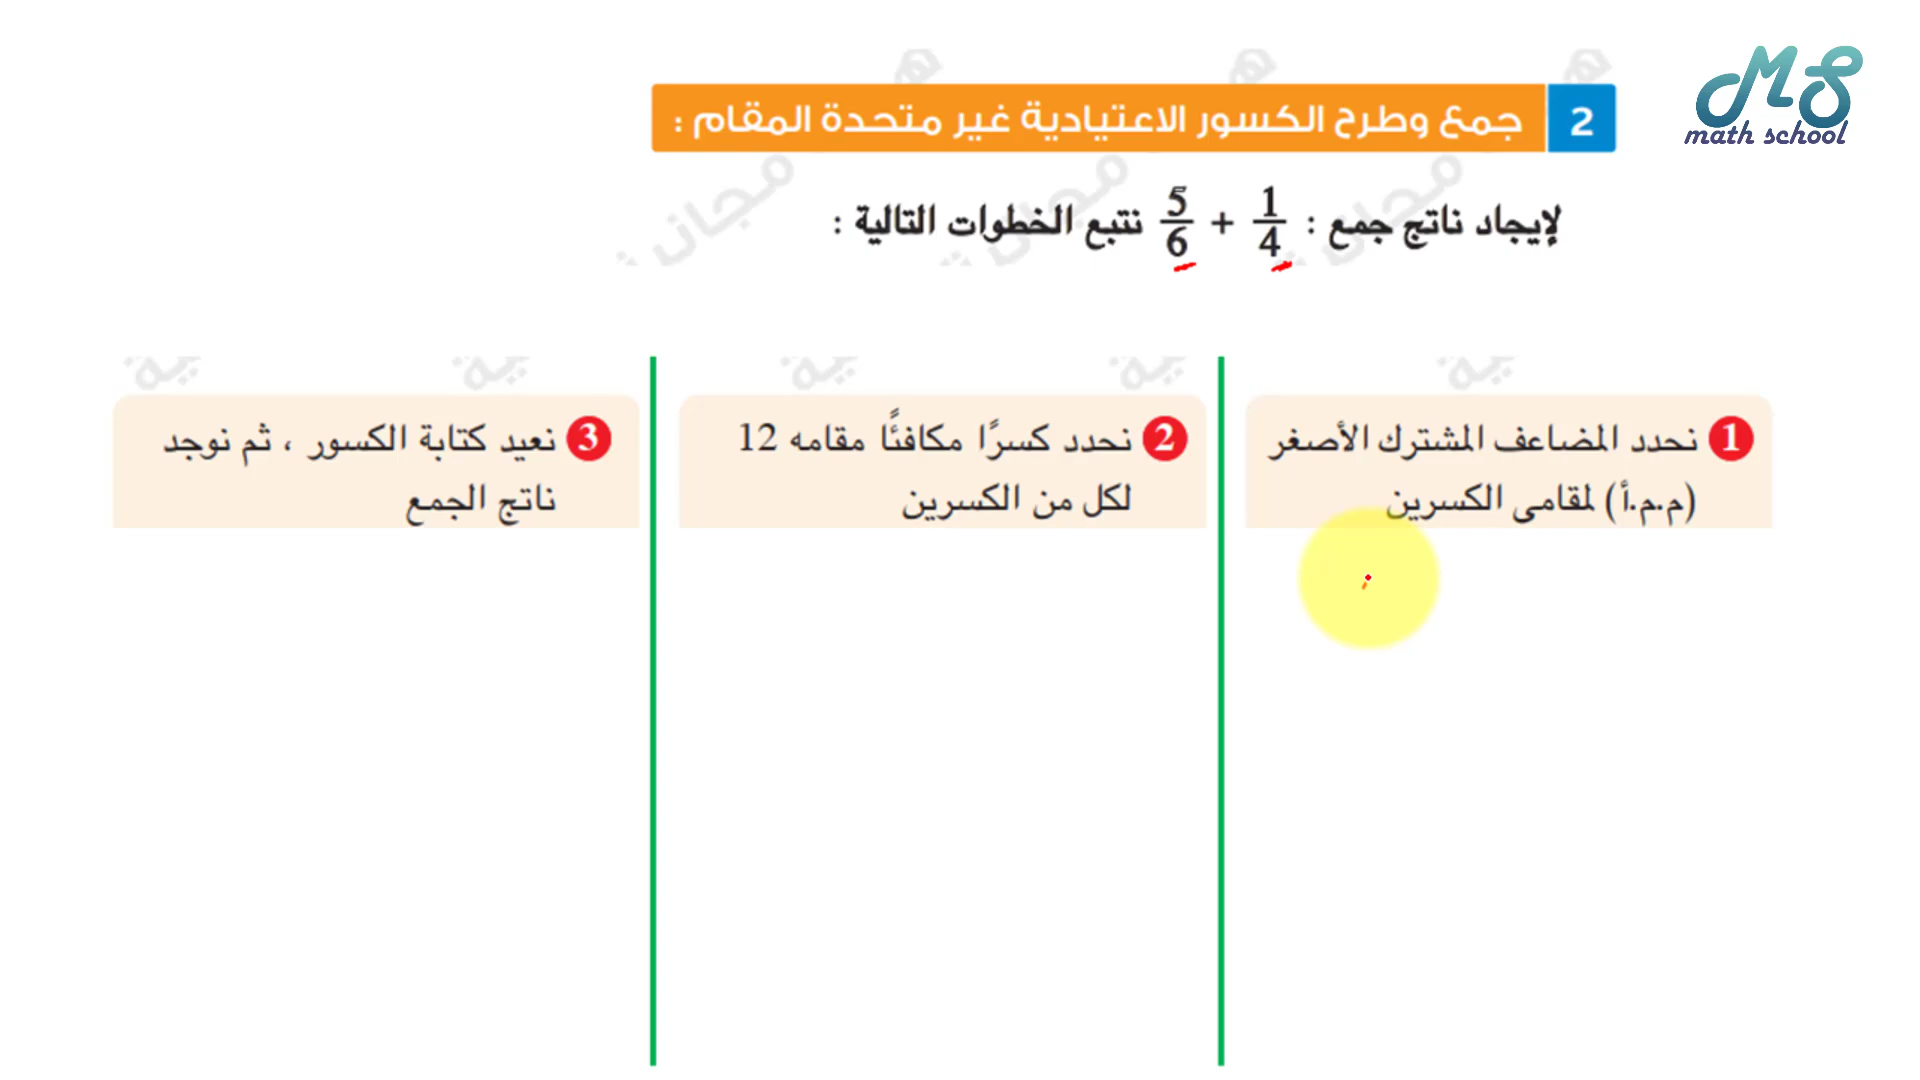 MS
math school
2 جمع وطرح الكسور الاعتيادية غير متحدة المقام :
لإيجاد ناتج جمع : 1/4 + 5/6 نتبع الخطوات التالية :
1 نحدد المضاعف المشترك الأصغر
(م.م.أ) لمقامى الكسرين
2 نحدد كسرًا مكافئًا مقامه 12
لكل من الكسرين
3 نعيد كتابة الكسور ، ثم نوجد
ناتج الجمع